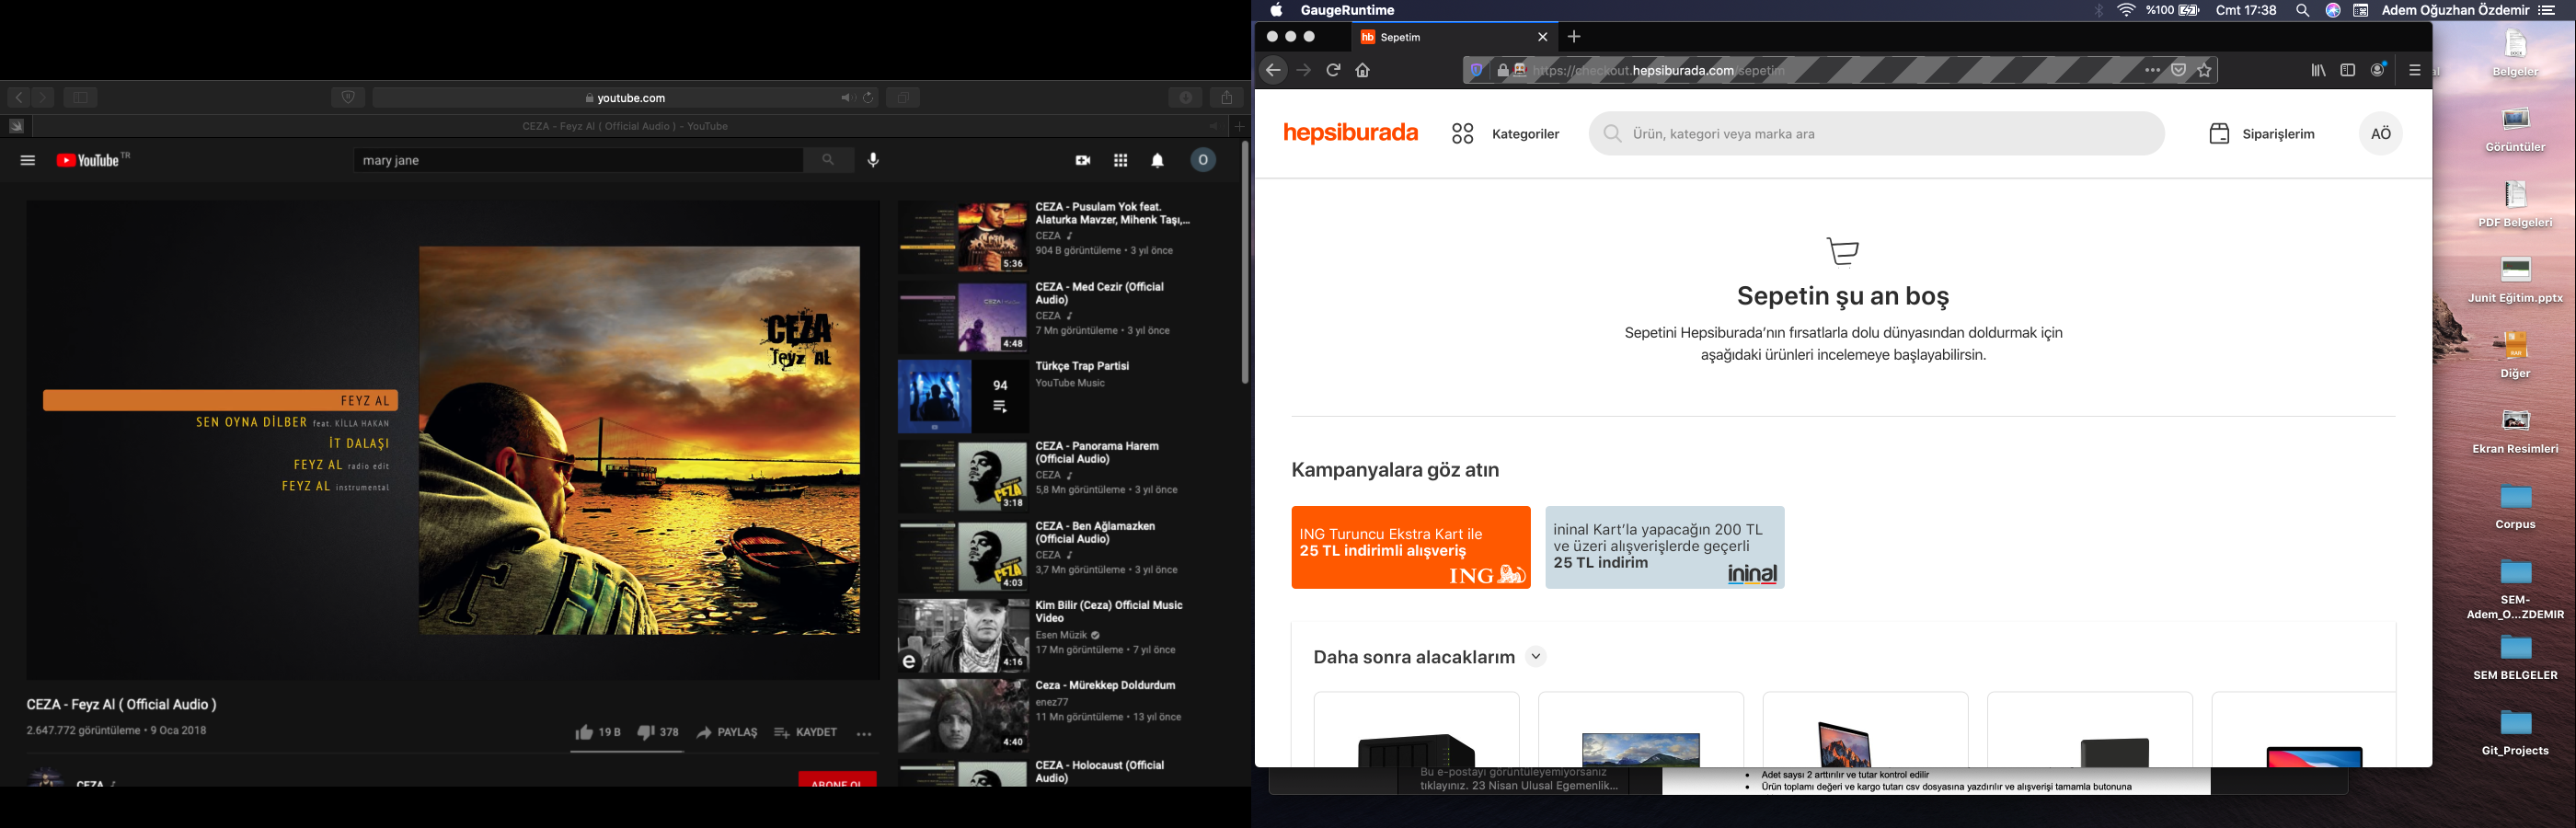 youtube.com
CEZA - Feyz Al ( Official Audio ) - YouTube
YouTube TR
mary jane
O
CEZA
feyz AL
FEYZ AL
SEN OYNA DİLBER feat. KİLLA HAKAN
İT DALAŞI
FEYZ AL radio edit
FEYZ AL instrumental
CEZA - Feyz Al ( Official Audio )
2.647.772 görüntüleme • 9 Oca 2018
19 B
378
PAYLAŞ
KAYDET
CEZA
ABONE OL
CEZA - Pusulam Yok feat.
Alaturka Mavzer, Mihenk Taşı,...
CEZA
904 B görüntüleme • 3 yıl önce
5:36
CEZA - Med Cezir (Official
Audio)
CEZA
7 Mn görüntüleme • 3 yıl önce
4:48
Türkçe Trap Partisi
YouTube Music
94
CEZA - Panorama Harem
(Official Audio)
CEZA
5,8 Mn görüntüleme • 3 yıl önce
3:18
CEZA - Ben Ağlamazken
(Official Audio)
CEZA
3,7 Mn görüntüleme • 3 yıl önce
4:03
Kim Bilir (Ceza) Official Music
Video
Esen Müzik
17 Mn görüntüleme • 7 yıl önce
4:16
Ceza - Mürekkep Doldurdum
enez77
11 Mn görüntüleme • 13 yıl önce
4:40
CEZA - Holocaust (Official
Audio)
GaugeRuntime
%100
Cmt 17:38
Adem Oğuzhan Özdemir
hb Sepetim
https://checkout.hepsiburada.com/sepetim
hepsiburada
Kategoriler
Ürün, kategori veya marka ara
Siparişlerim
AÖ
Sepetin şu an boş
Sepetini Hepsiburada'nın fırsatlarla dolu dünyasından doldurmak için
aşağıdaki ürünleri incelemeye başlayabilirsin.
Kampanyalara göz atın
ING Turuncu Ekstra Kart ile
25 TL indirimli alışveriş
ING
ininal Kart'la yapacağın 200 TL
ve üzeri alışverişlerde geçerli
25 TL indirim
ininal
Daha sonra alacaklarım
Bu e-postayı görüntüleyemiyorsanız
tıklayınız. 23 Nisan Ulusal Egemenlik...
• Adet sayısı 2 arttırılır ve tutar kontrol edilir
• Ürün toplamı değeri ve kargo tutarı csv dosyasına yazdırılır ve alışverişi tamamla butonuna
Belgeler
Görüntüler
PDF Belgeleri
Junit Eğitim.pptx
Diğer
Ekran Resimleri
Corpus
SEM-
Adem_O...ZDEMIR
SEM BELGELER
Git_Projects